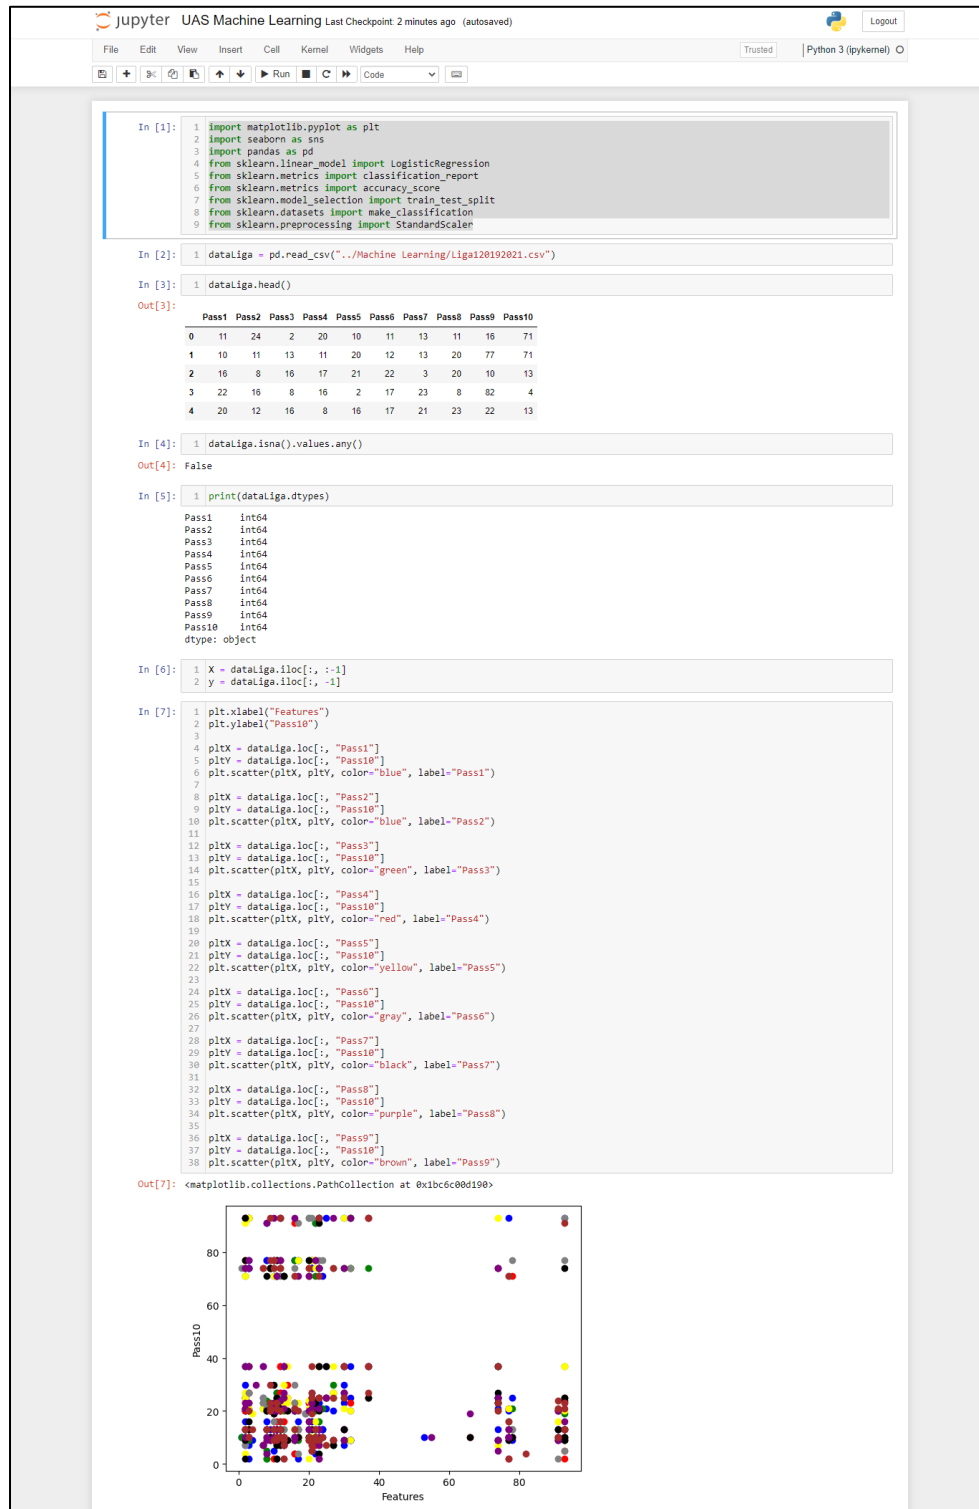 jupyter UAS Machine Learning Last Checkpoint: 2 minutes ago (autosaved) Logout
File Edit View Insert Cell Kernel Widgets Help Trusted Python 3 (ipykernel)
Run Code
In [1]:
1 import matplotlib.pyplot as plt
2 import seaborn as sns
3 import pandas as pd
4 from sklearn.linear_model import LogisticRegression
5 from sklearn.metrics import classification_report
6 from sklearn.metrics import accuracy_score
7 from sklearn.model_selection import train_test_split
8 from sklearn.datasets import make_classification
9 from sklearn.preprocessing import StandardScaler
In [2]: 1 dataLiga = pd.read_csv("../Machine Learning/Liga120192021.csv")
In [3]: 1 dataLiga.head()
Out[3]:
Pass1 Pass2 Pass3 Pass4 Pass5 Pass6 Pass7 Pass8 Pass9 Pass10
0 11 24 2 20 10 11 13 11 16 71
1 10 11 13 11 20 12 13 20 77 71
2 16 8 16 17 21 22 3 20 10 13
3 22 16 8 16 2 17 23 8 82 4
4 20 12 16 8 16 17 21 23 22 13
In [4]: 1 dataLiga.isna().values.any()
Out[4]: False
In [5]: 1 print(dataLiga.dtypes)
Pass1 int64
Pass2 int64
Pass3 int64
Pass4 int64
Pass5 int64
Pass6 int64
Pass7 int64
Pass8 int64
Pass9 int64
Pass10 int64
dtype: object
In [6]:
1 X = dataLiga.iloc[:, :-1]
2 y = dataLiga.iloc[:, -1]
In [7]:
1 plt.xlabel("Features")
2 plt.ylabel("Pass10")
3
4 pltX = dataLiga.loc[:, "Pass1"]
5 pltY = dataLiga.loc[:, "Pass10"]
6 plt.scatter(pltX, pltY, color="blue", label="Pass1")
7
8 pltX = dataLiga.loc[:, "Pass2"]
9 pltY = dataLiga.loc[:, "Pass10"]
10 plt.scatter(pltX, pltY, color="blue", label="Pass2")
11
12 pltX = dataLiga.loc[:, "Pass3"]
13 pltY = dataLiga.loc[:, "Pass10"]
14 plt.scatter(pltX, pltY, color="green", label="Pass3")
15
16 pltX = dataLiga.loc[:, "Pass4"]
17 pltY = dataLiga.loc[:, "Pass10"]
18 plt.scatter(pltX, pltY, color="red", label="Pass4")
19
20 pltX = dataLiga.loc[:, "Pass5"]
21 pltY = dataLiga.loc[:, "Pass10"]
22 plt.scatter(pltX, pltY, color="yellow", label="Pass5")
23
24 pltX = dataLiga.loc[:, "Pass6"]
25 pltY = dataLiga.loc[:, "Pass10"]
26 plt.scatter(pltX, pltY, color="gray", label="Pass6")
27
28 pltX = dataLiga.loc[:, "Pass7"]
29 pltY = dataLiga.loc[:, "Pass10"]
30 plt.scatter(pltX, pltY, color="black", label="Pass7")
31
32 pltX = dataLiga.loc[:, "Pass8"]
33 pltY = dataLiga.loc[:, "Pass10"]
34 plt.scatter(pltX, pltY, color="purple", label="Pass8")
35
36 pltX = dataLiga.loc[:, "Pass9"]
37 pltY = dataLiga.loc[:, "Pass10"]
38 plt.scatter(pltX, pltY, color="brown", label="Pass9")
Out[7]: <matplotlib.collections.PathCollection at 0x1bc6c00d190>
80
60
Pass10
40
20
0
0 20 40 60 80
Features